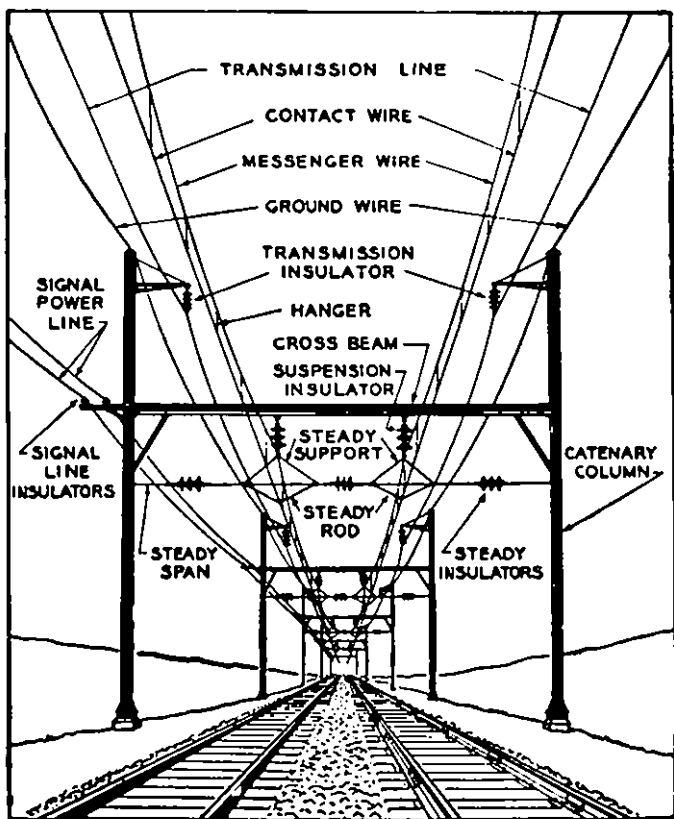 TRANSMISSION LINE
CONTACT WIRE
MESSENGER WIRE
GROUND WIRE
TRANSMISSION
INSULATOR
SIGNAL
POWER
LINE
HANGER
CROSS BEAM
SUSPENSION
INSULATOR
SIGNAL
LINE
INSULATORS
STEADY
SUPPORT
CATENARY
COLUMN
STEADY
SPAN
STEADY
ROD
STEADY
INSULATORS